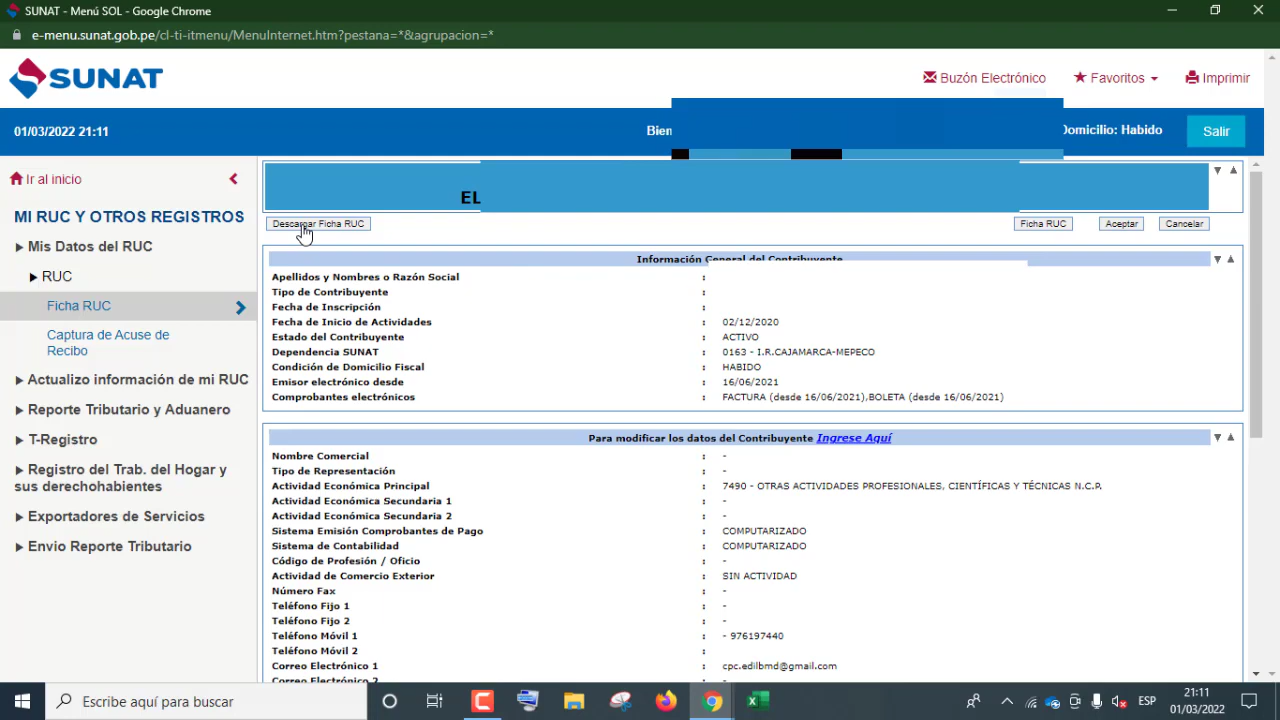 SUNAT - Menú SOL - Google Chrome
e-menu.sunat.gob.pe/cl-ti-itmenu/MenuInternet.htm?pestana=*&agrupacion=*
SUNAT
Buzón Electrónico
Favoritos
Imprimir
01/03/2022 21:11
Bien
Domicilio: Habido
Salir
Ir al inicio
MI RUC Y OTROS REGISTROS
Mis Datos del RUC
RUC
Ficha RUC
Captura de Acuse de
Recibo
Actualizo información de mi RUC
Reporte Tributario y Aduanero
T-Registro
Registro del Trab. del Hogar y
sus derechohabientes
Exportadores de Servicios
Envio Reporte Tributario
EL
Descargar Ficha RUC
Ficha RUC
Aceptar
Cancelar
Información General del Contribuyente
Apellidos y Nombres o Razón Social :
Tipo de Contribuyente :
Fecha de Inscripción :
Fecha de Inicio de Actividades : 02/12/2020
Estado del Contribuyente : ACTIVO
Dependencia SUNAT : 0163 - I.R.CAJAMARCA-MEPECO
Condición de Domicilio Fiscal : HABIDO
Emisor electrónico desde : 16/06/2021
Comprobantes electrónicos : FACTURA (desde 16/06/2021),BOLETA (desde 16/06/2021)
Para modificar los datos del Contribuyente Ingrese Aquí
Nombre Comercial : -
Tipo de Representación : -
Actividad Económica Principal : 7490 - OTRAS ACTIVIDADES PROFESIONALES, CIENTÍFICAS Y TÉCNICAS N.C.P.
Actividad Económica Secundaria 1 : -
Actividad Económica Secundaria 2 : -
Sistema Emisión Comprobantes de Pago : COMPUTARIZADO
Sistema de Contabilidad : COMPUTARIZADO
Código de Profesión / Oficio : -
Actividad de Comercio Exterior : SIN ACTIVIDAD
Número Fax : -
Teléfono Fijo 1 : -
Teléfono Fijo 2 : -
Teléfono Móvil 1 : - 976197440
Teléfono Móvil 2 :
Correo Electrónico 1 : cpc.edilbmd@gmail.com
Correo Electrónico 2 : -
Escribe aquí para buscar
ESP
21:11
01/03/2022